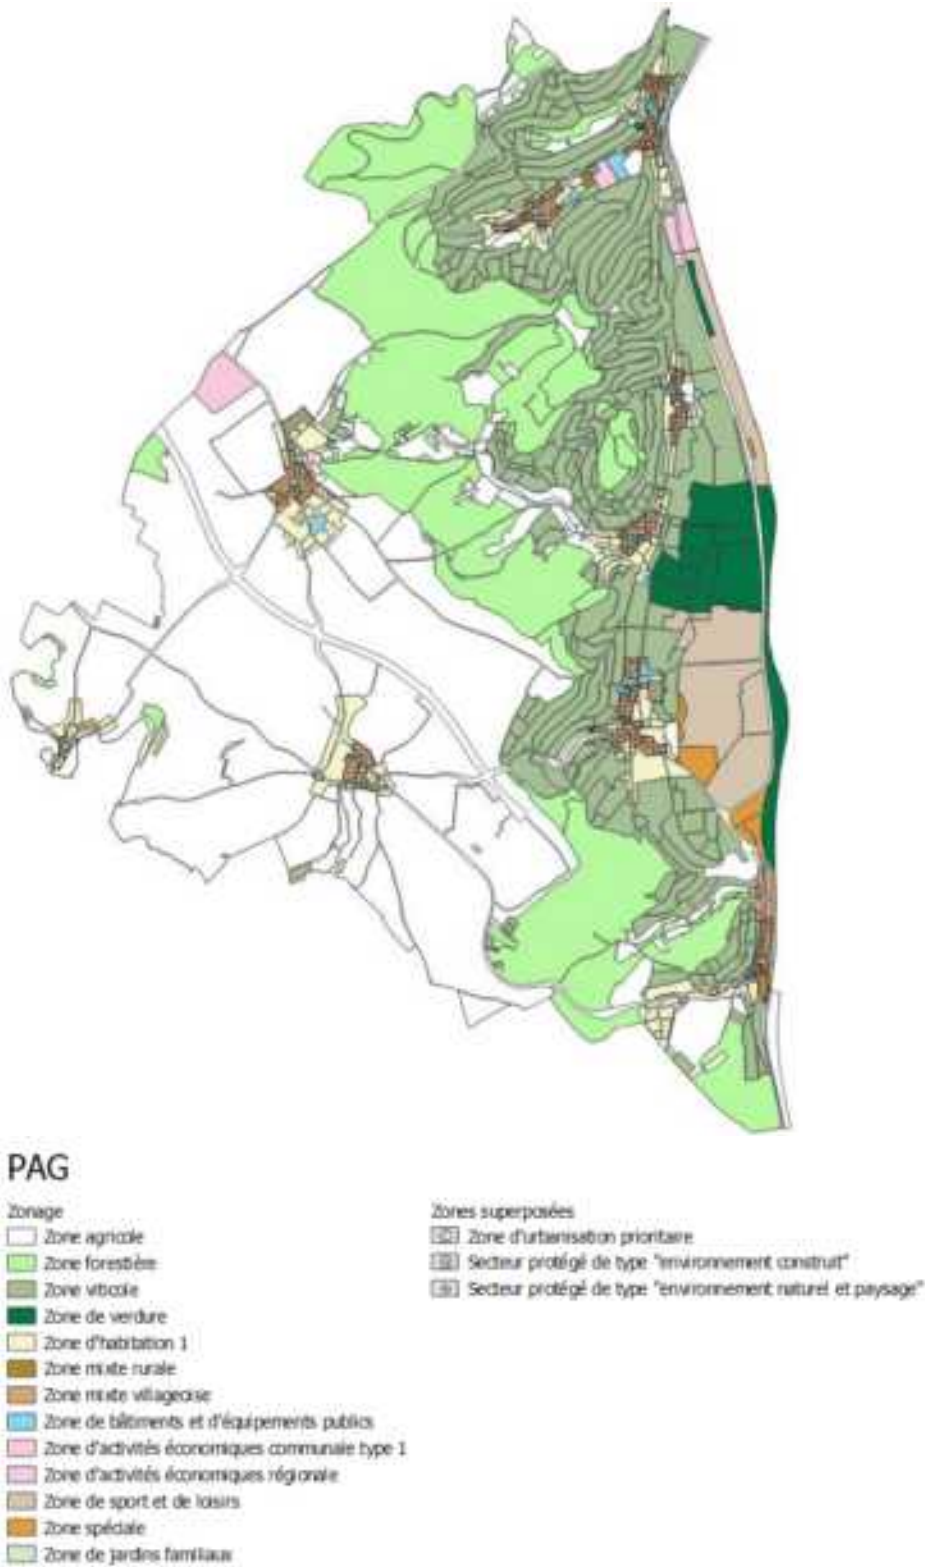 PAG
Zonage
Zone agricole
Zone forestière
Zone viticole
Zone de verdure
Zone d'habitation 1
Zone mixte rurale
Zone mixte villageoise
Zone de bâtiments et d'équipements publics
Zone d'activités économiques communale type 1
Zone d'activités économiques régionale
Zone de sport et de loisirs
Zone spéciale
Zone de jardins familiaux
Zones superposées
Zone d'urbanisation prioritaire
Secteur protégé de type "environnement construit"
Secteur protégé de type "environnement naturel et paysage"